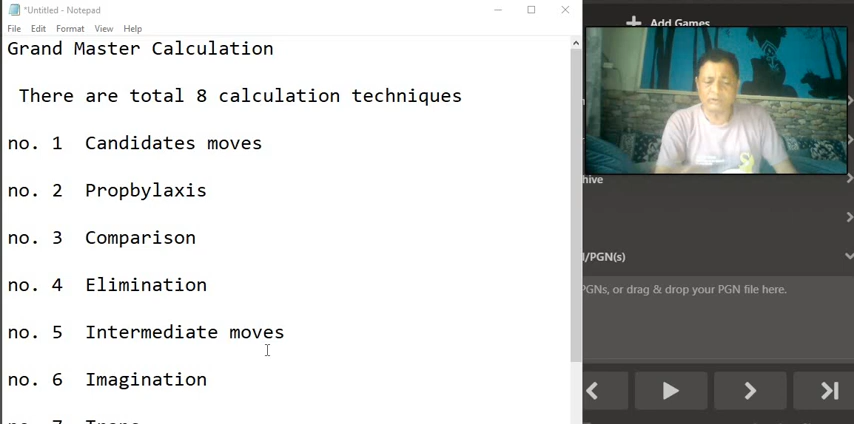 *Untitled - Notepad
File Edit Format View Help
Grand Master Calculation
There are total 8 calculation techniques
no. 1 Candidates moves
no. 2 Propbylaxis
no. 3 Comparison
no. 4 Elimination
no. 5 Intermediate moves
no. 6 Imagination
no. 7
Add Games
hive
/PGN(s)
PGNs, or drag & drop your PGN file here.